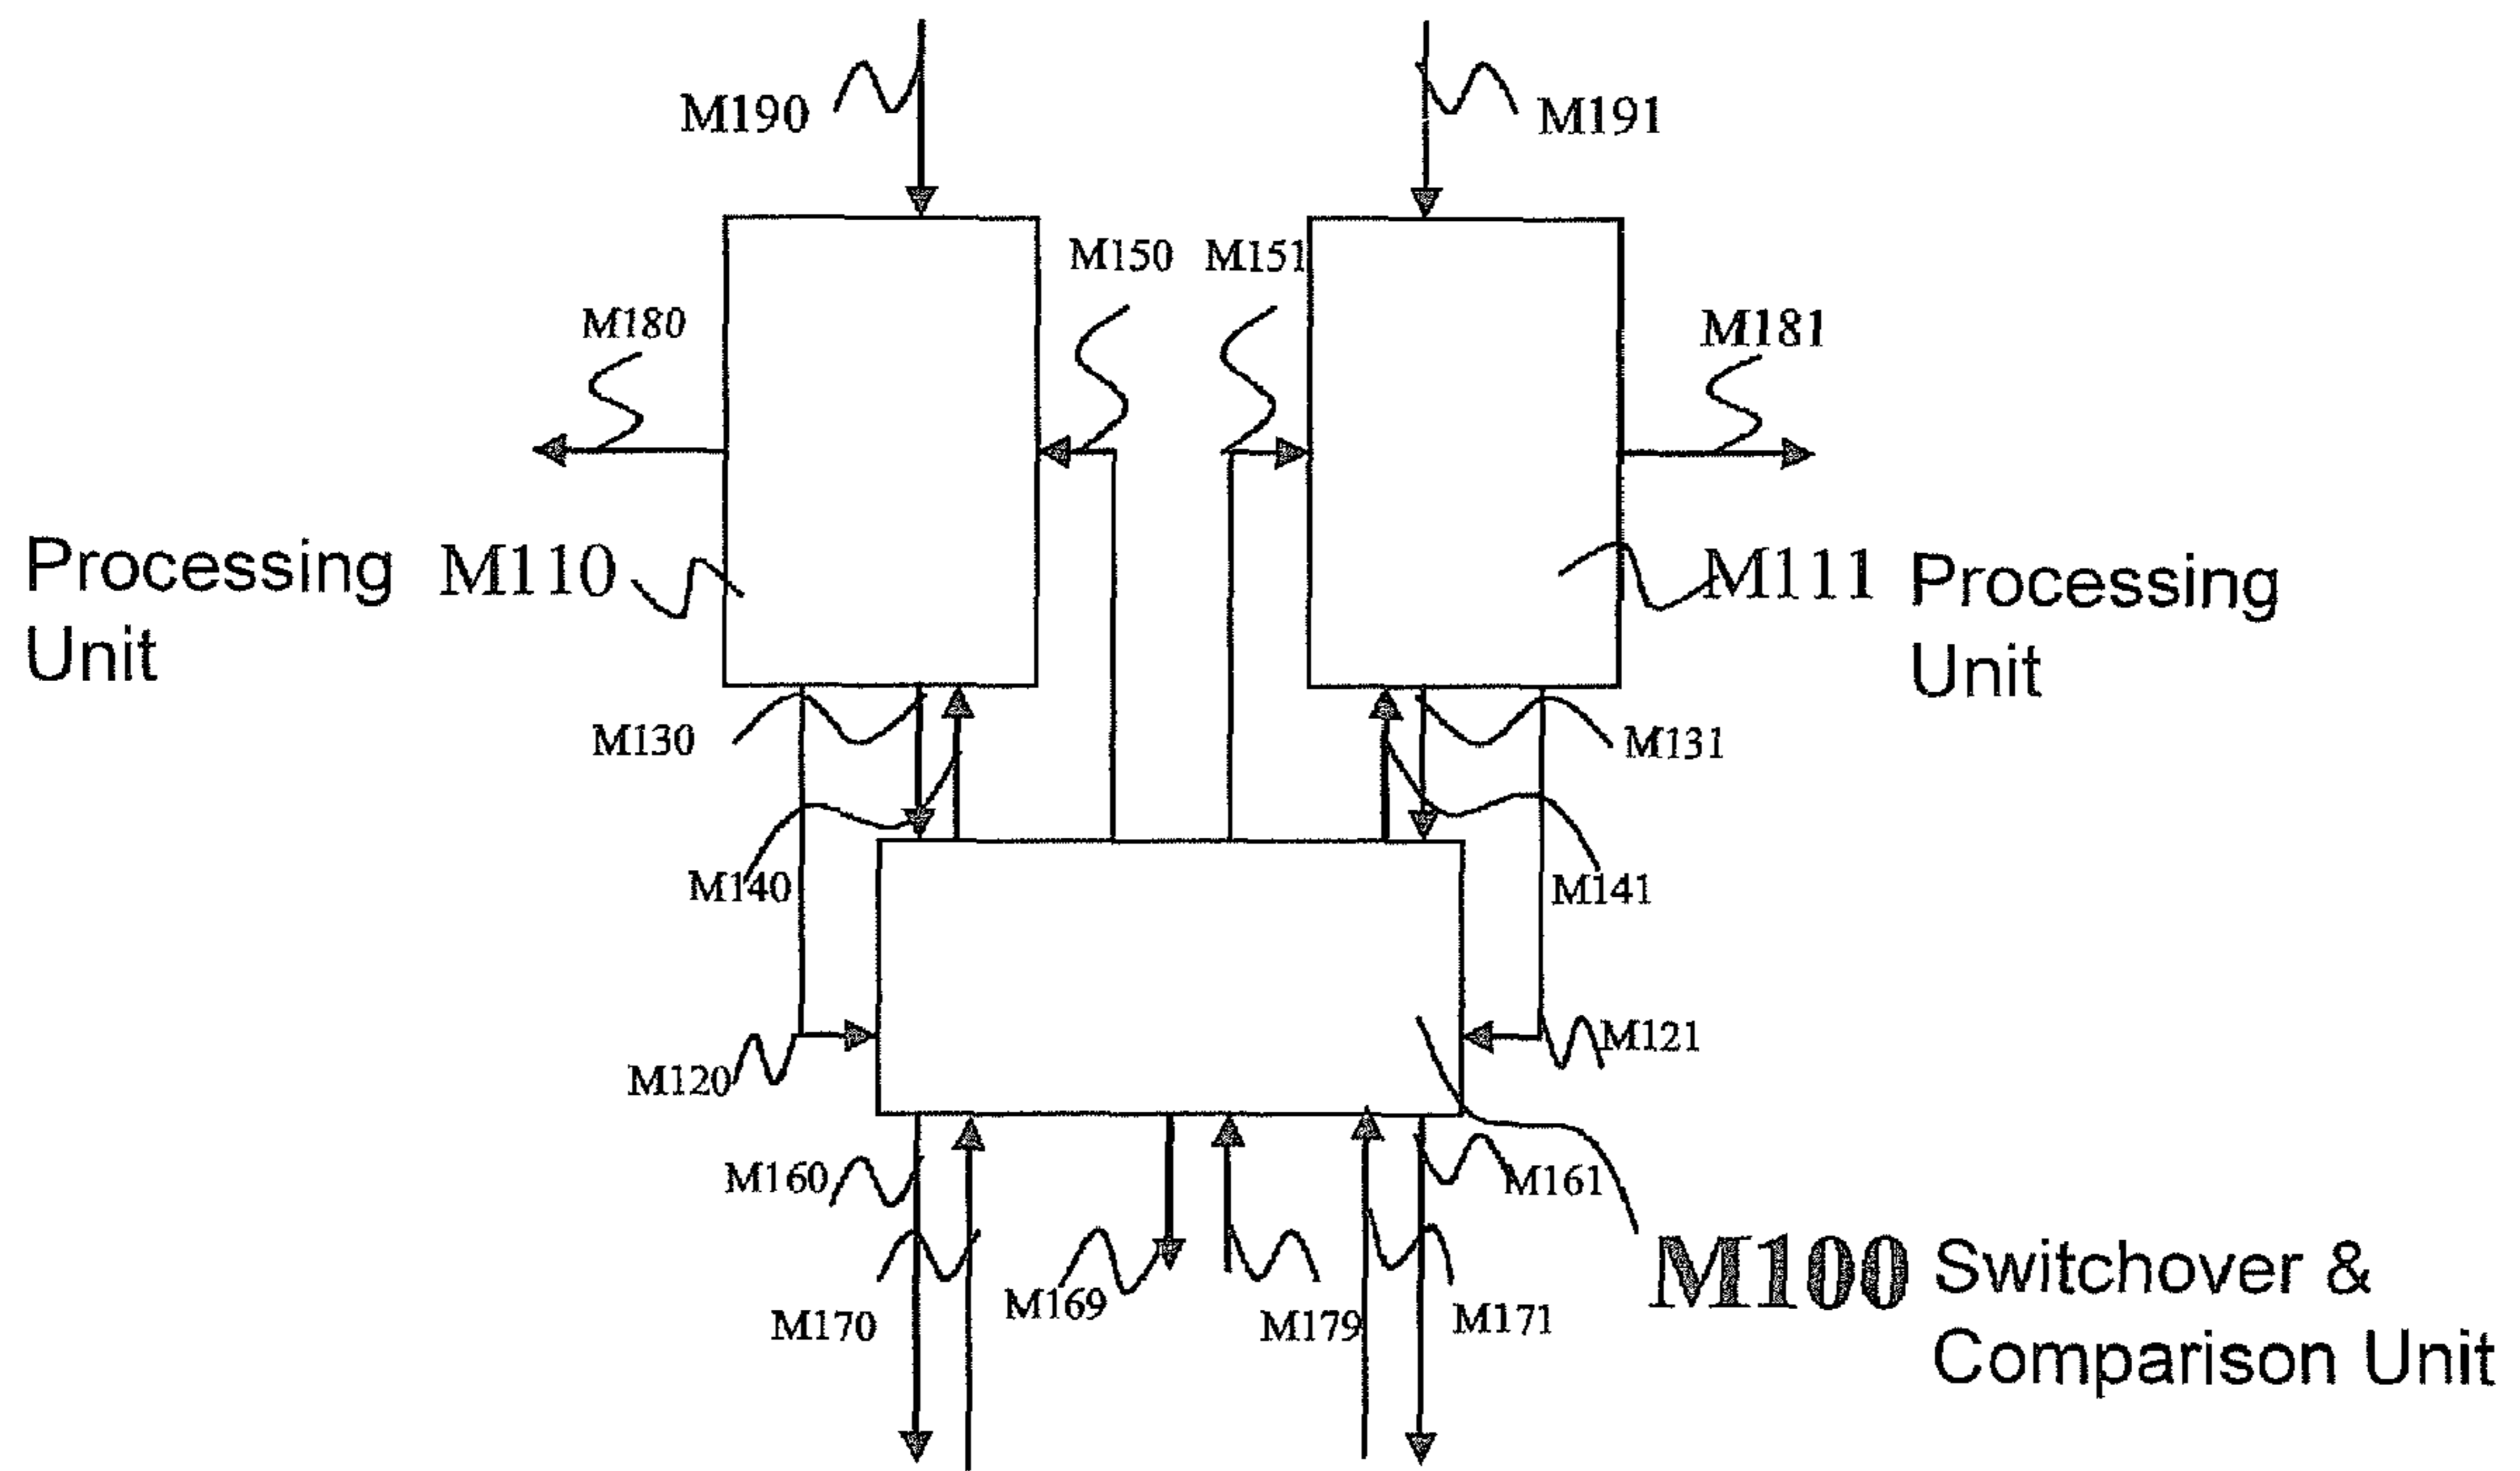 M190
M191
M150
M151
M180
M181
Processing
Unit
M110
M111
Processing
Unit
M130
M131
M140
M141
M120
M121
M160
M161
M170
M169
M179
M171
M100
Switchover &
Comparison Unit